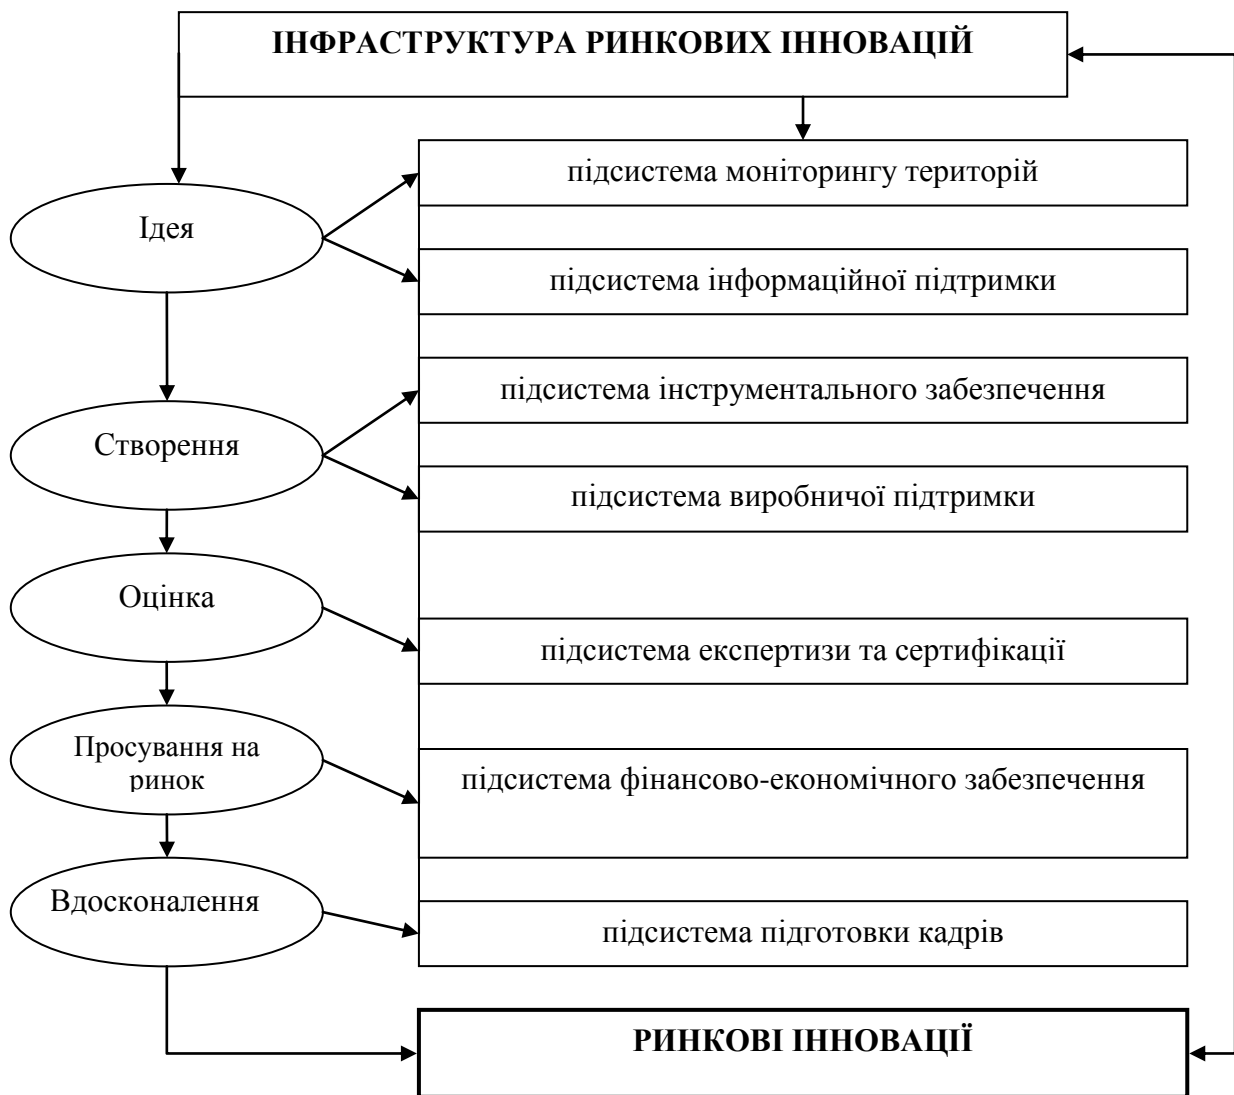 ІНФРАСТРУКТУРА РИНКОВИХ ІННОВАЦІЙ
підсистема моніторингу територій
Ідея
підсистема інформаційної підтримки
підсистема інструментального забезпечення
Створення
підсистема виробничої підтримки
Оцінка
підсистема експертизи та сертифікації
Просування на
ринок
підсистема фінансово-економічного забезпечення
Вдосконалення
підсистема підготовки кадрів
РИНКОВІ ІННОВАЦІЇ